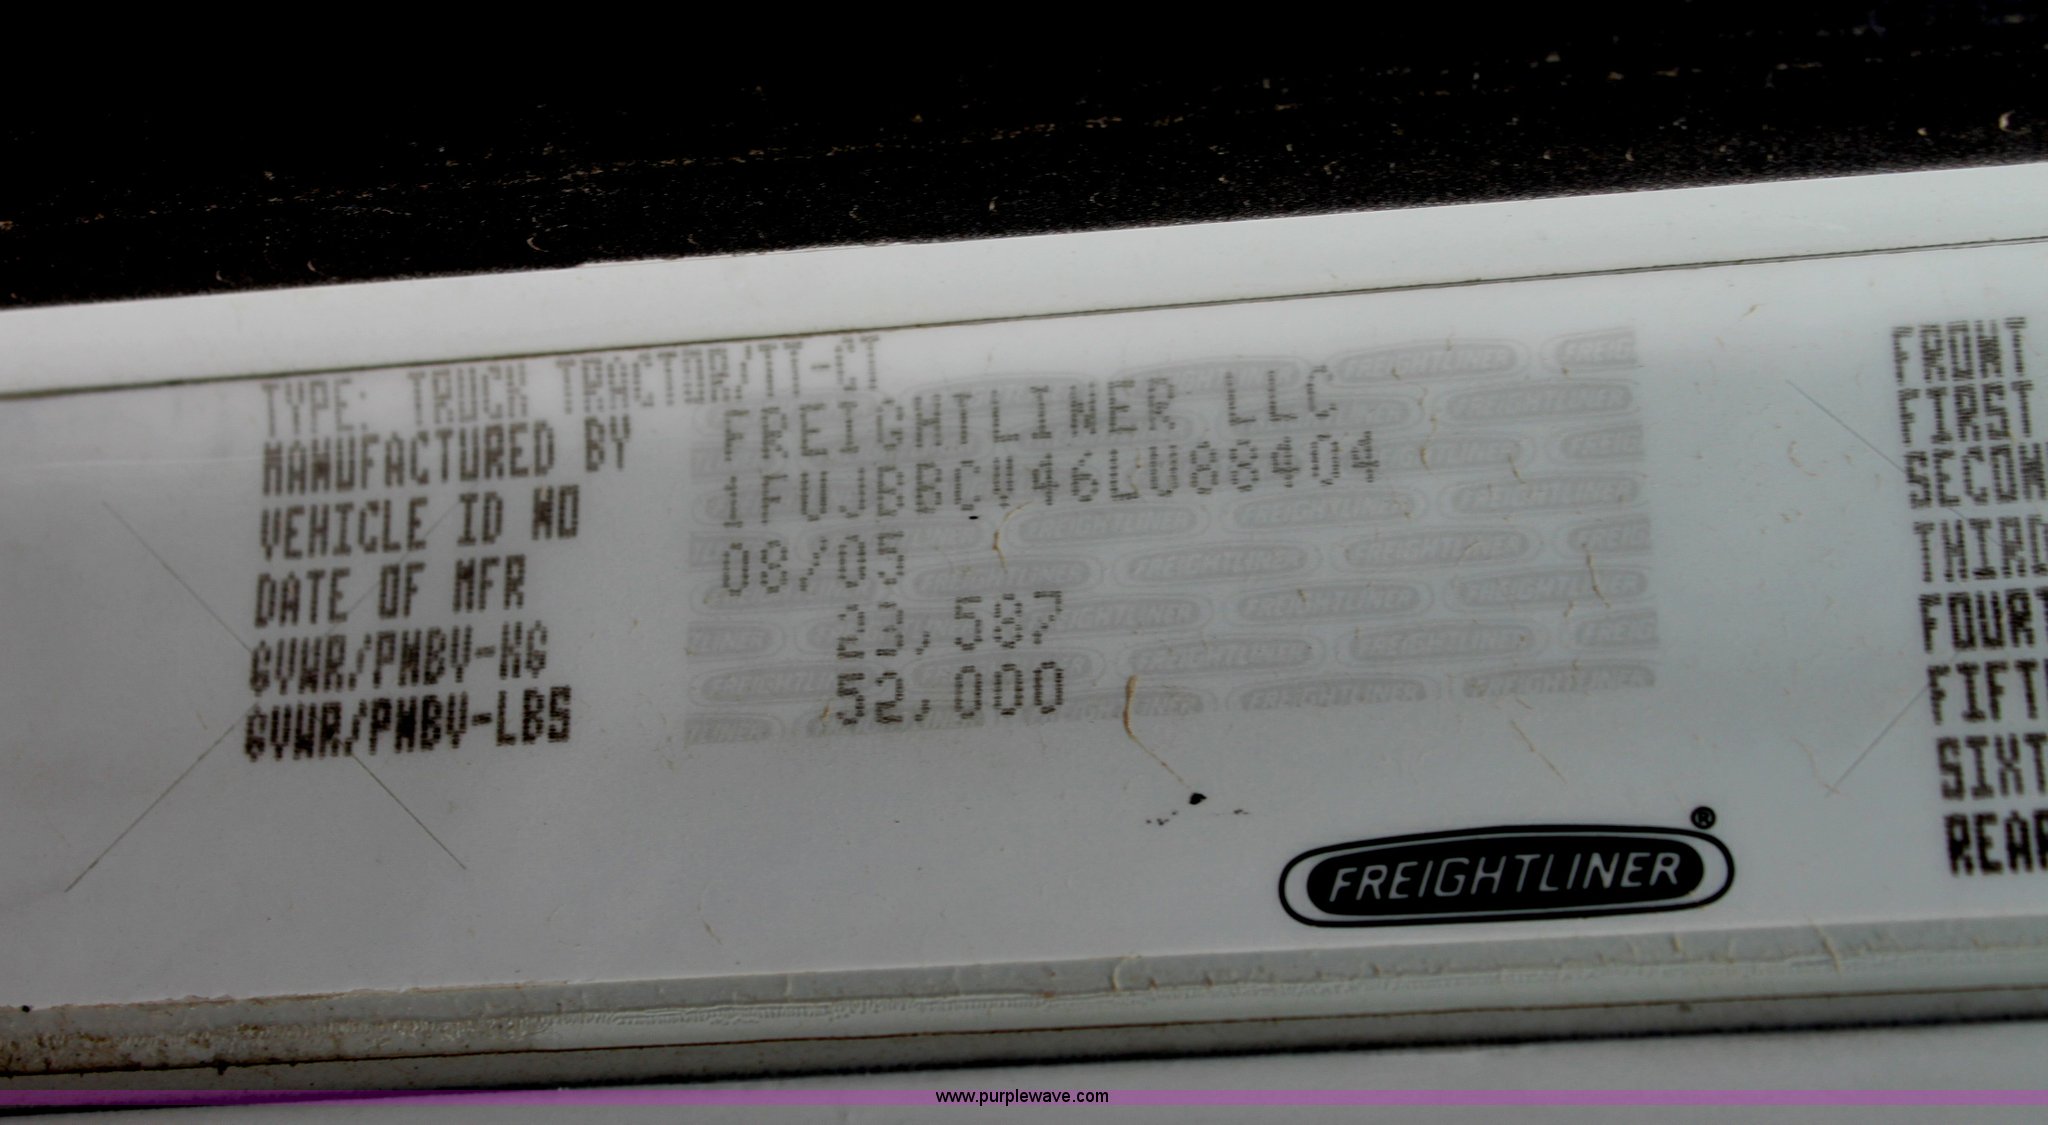 TYPE: TRUCK TRACTOR/TT-CT
MANUFACTURED BY FREIGHTLINER LLC
VEHICLE ID NO 1FUJBBCV46LU88404
DATE OF MFR 08/05
GVWR/PNBV-KG 23,587
GVWR/PNBV-LBS 52,000
FREIGHTLINER®
FRONT
FIRST
SECON
THIRD
FOURT
FIFT
SIXT
REAR
www.purplewave.com